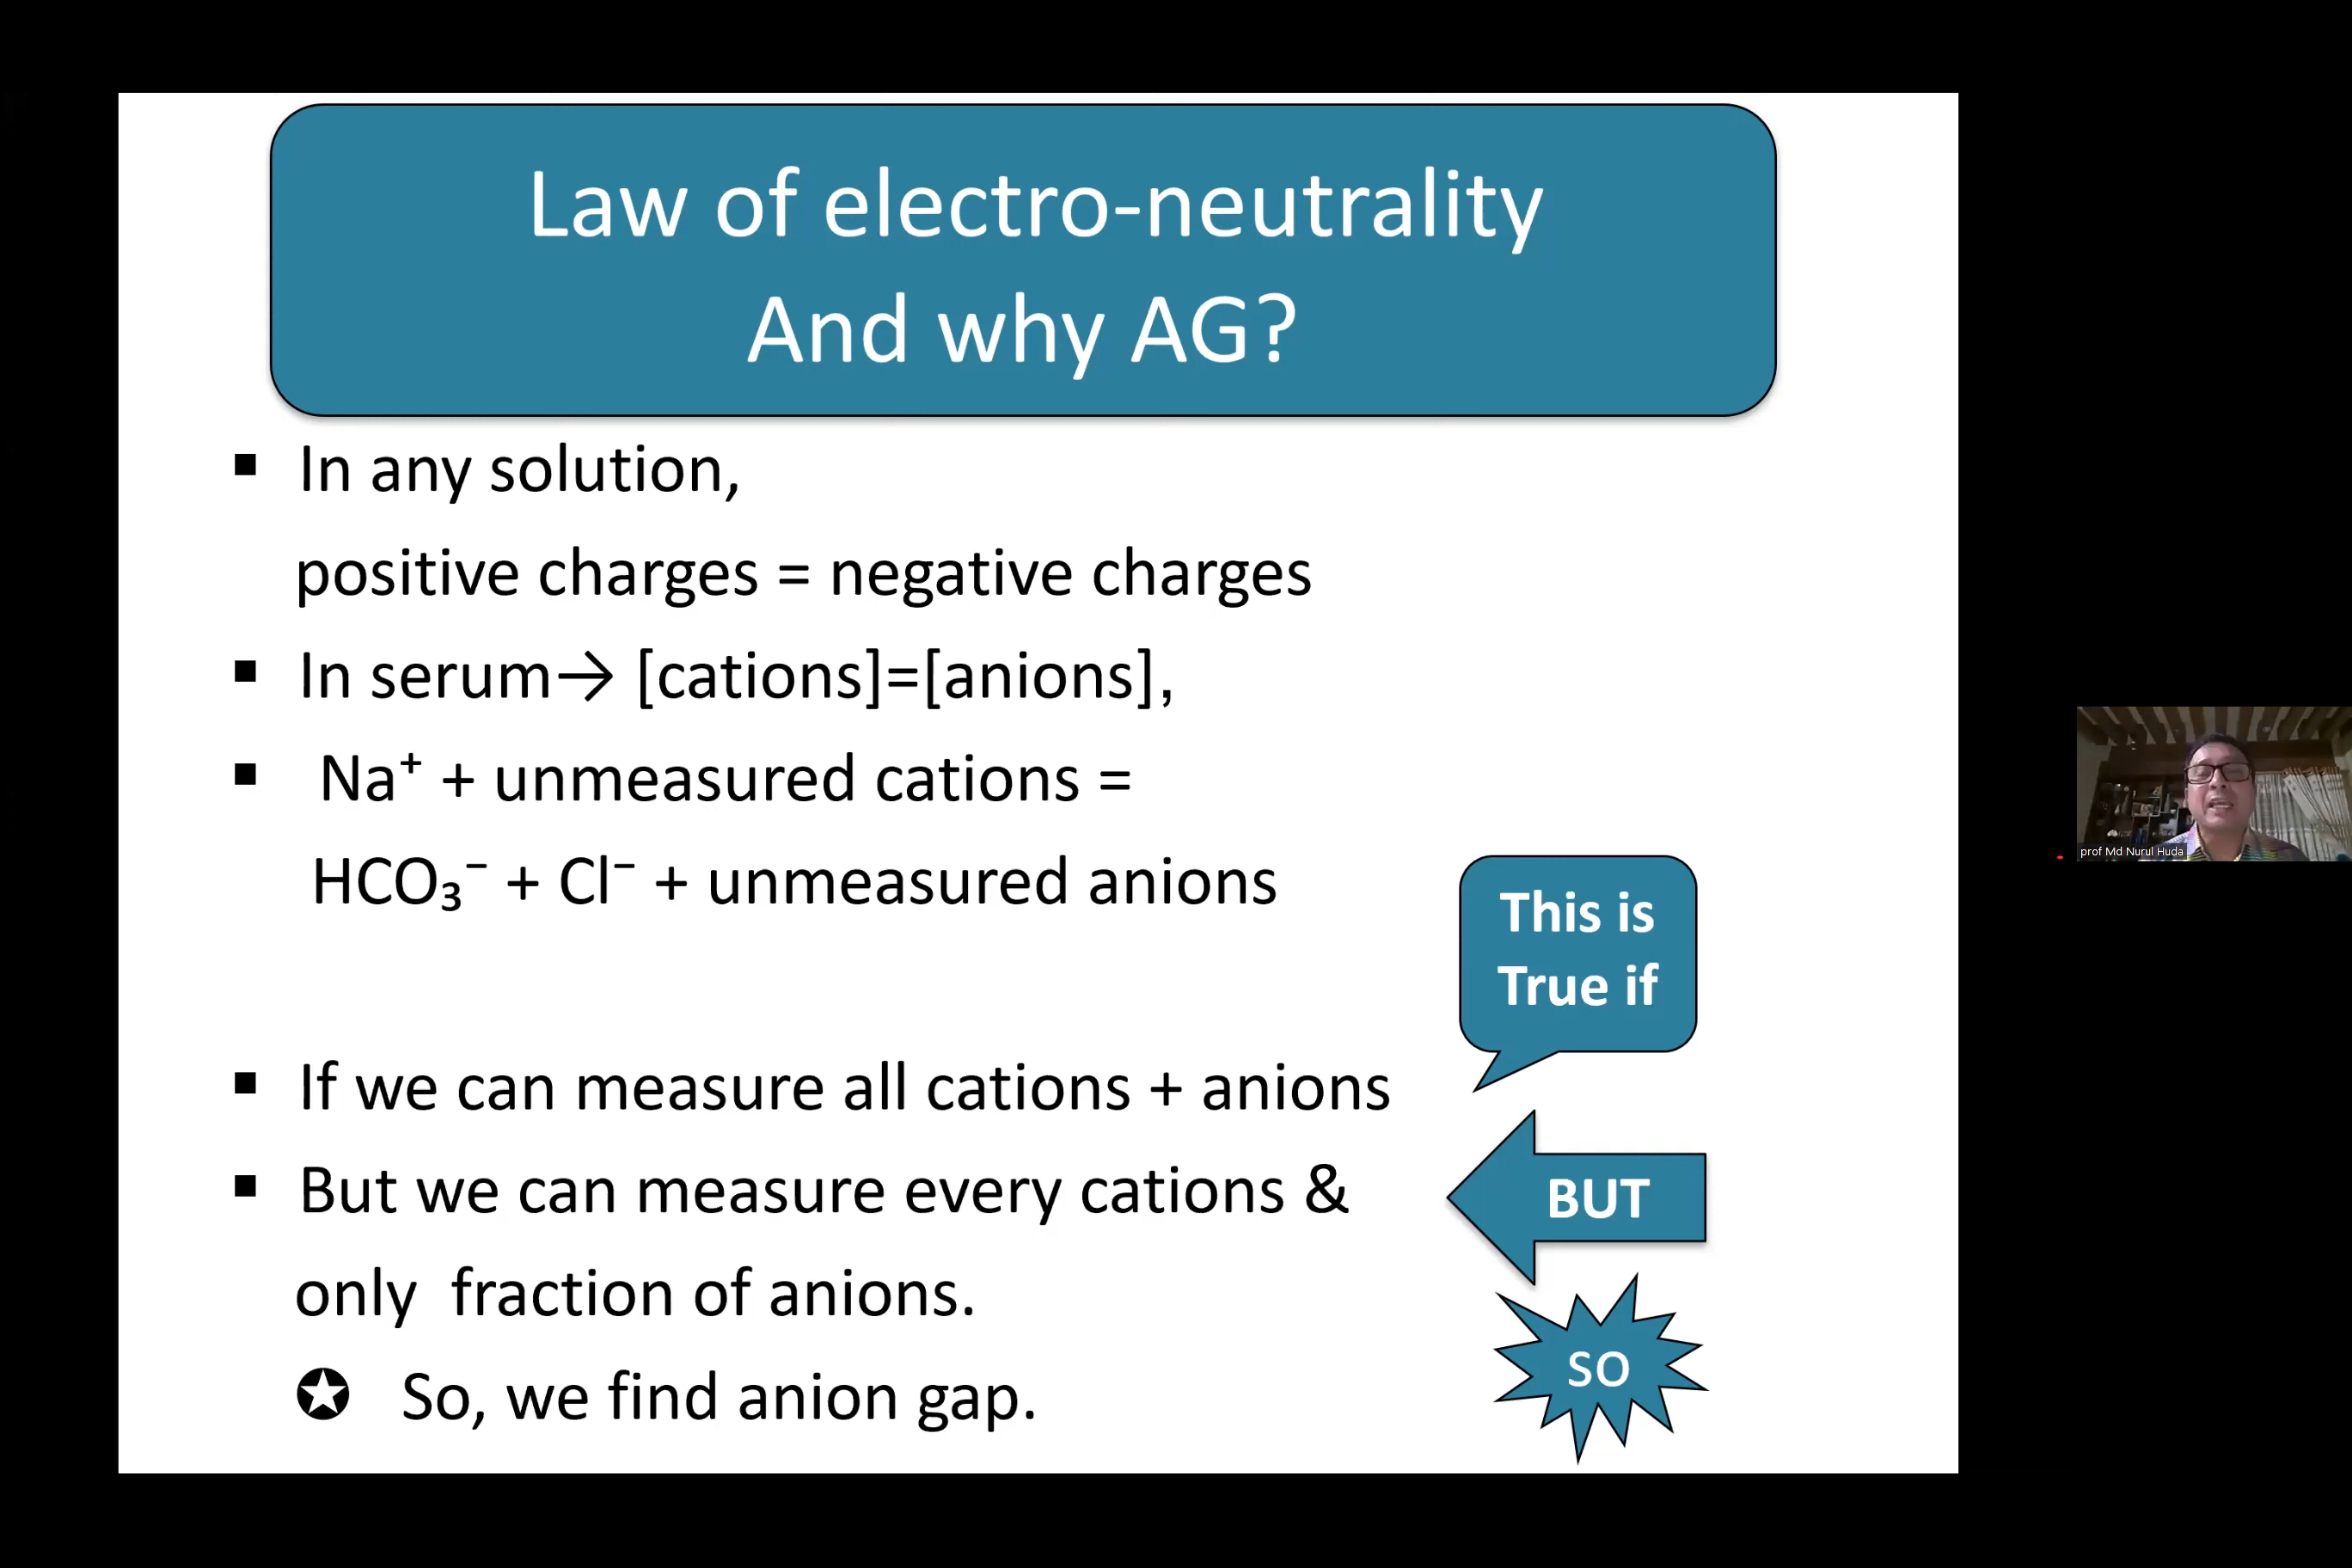 Law of electro-neutrality
And why AG?
▪ In any solution,
positive charges = negative charges
▪ In serum→ [cations]=[anions],
▪ Na⁺ + unmeasured cations =
HCO₃⁻ + Cl⁻ + unmeasured anions
This is
True if
▪ If we can measure all cations + anions
▪ But we can measure every cations &
only fraction of anions.
BUT
✪ So, we find anion gap.
SO
prof Md Nurul Huda